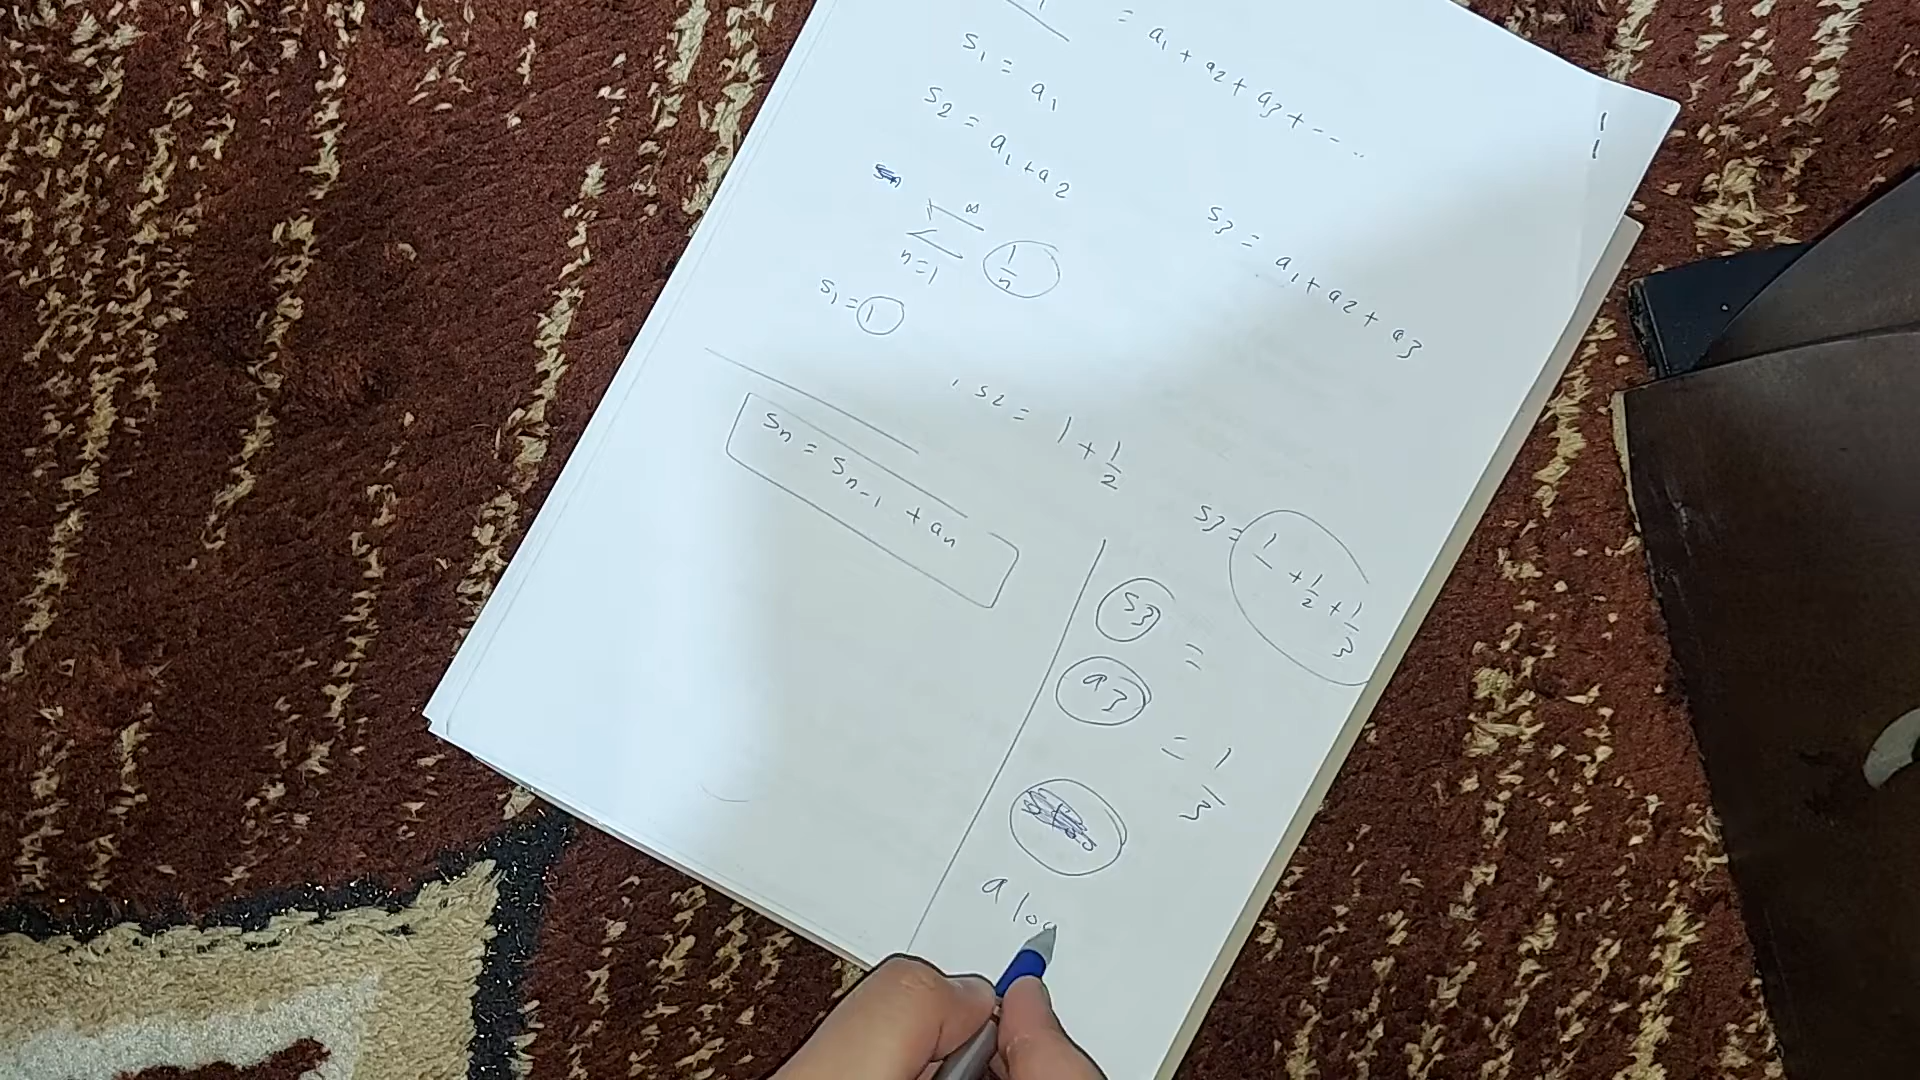 = a₁ + a₂ + a₃ + -- ..
S₁ = a₁
S₂ = a₁ + a₂
S₃ = a₁ + a₂ + a₃
∞
Σ 1/n
n=1
S₁ = 1
, S₂ = 1 + 1/2
S₃ = 1 + 1/2 + 1/3
Sₙ = Sₙ₋₁ + aₙ
S₃ =
a₃ = 1/3
a₁₀₀